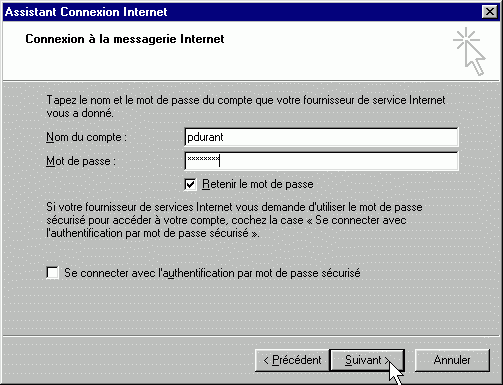 Assistant Connexion Internet
Connexion à la messagerie Internet
Tapez le nom et le mot de passe du compte que votre fournisseur de service Internet
vous a donné.
Nom du compte :
pdurant
Mot de passe :
xxxxxxxx
Retenir le mot de passe
Si votre fournisseur de services Internet vous demande d'utiliser le mot de passe
sécurisé pour accéder à votre compte, cochez la case « Se connecter avec
l'authentification par mot de passe sécurisé ».
Se connecter avec l'authentification par mot de passe sécurisé
< Précédent
Suivant >
Annuler